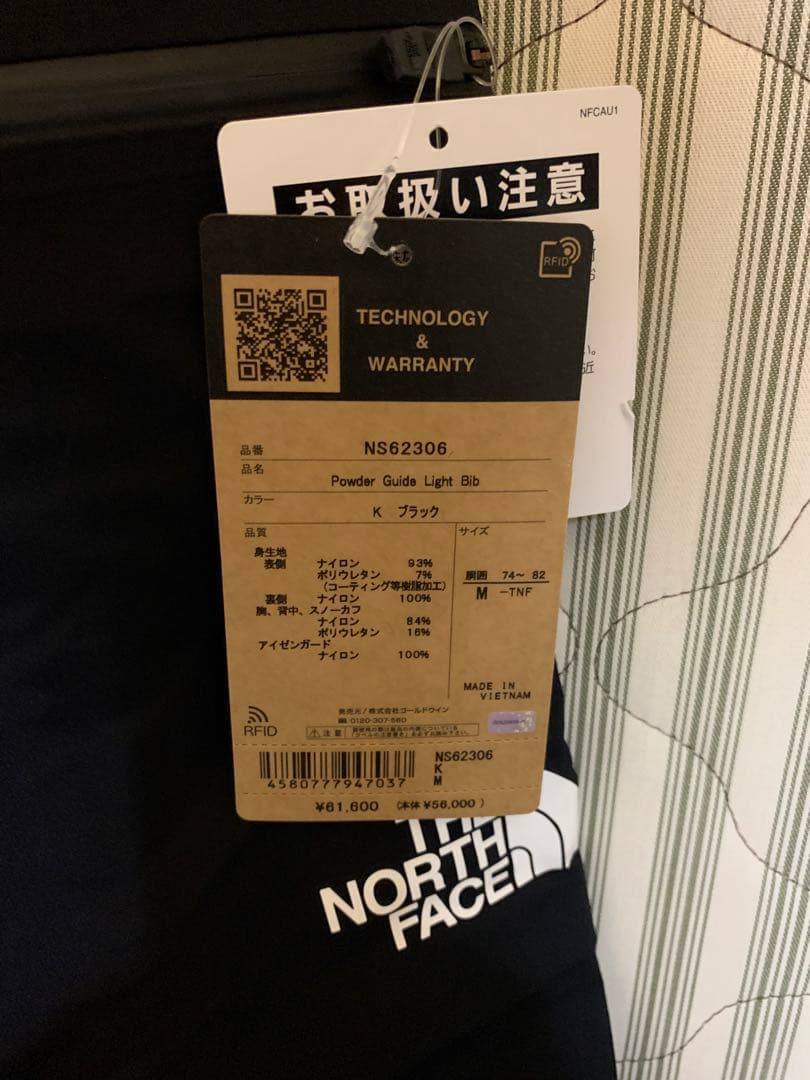 NFCAU1
お取扱い注意
RFID
TECHNOLOGY
&
WARRANTY
い。
近
品番 NS62306
品名
Powder Guide Light Bib
カラー
K ブラック
品質
身生地
表側 ナイロン 93%
ポリウレタン 7%
(コーティング等樹脂加工)
裏側 ナイロン 100%
胸、背中、スノーカフ
ナイロン 84%
ポリウレタン 16%
アイゼンガード
ナイロン 100%
サイズ
胴囲 74~ 82
M -TNF
MADE IN
VIETNAM
発売元/株式会社ゴールドウイン
☎0120-307-560
RFID
⚠注意
NS62306
K
M
4580777947037
¥61,600 (本体 ¥56,000 )
THE
NORTH
FACE